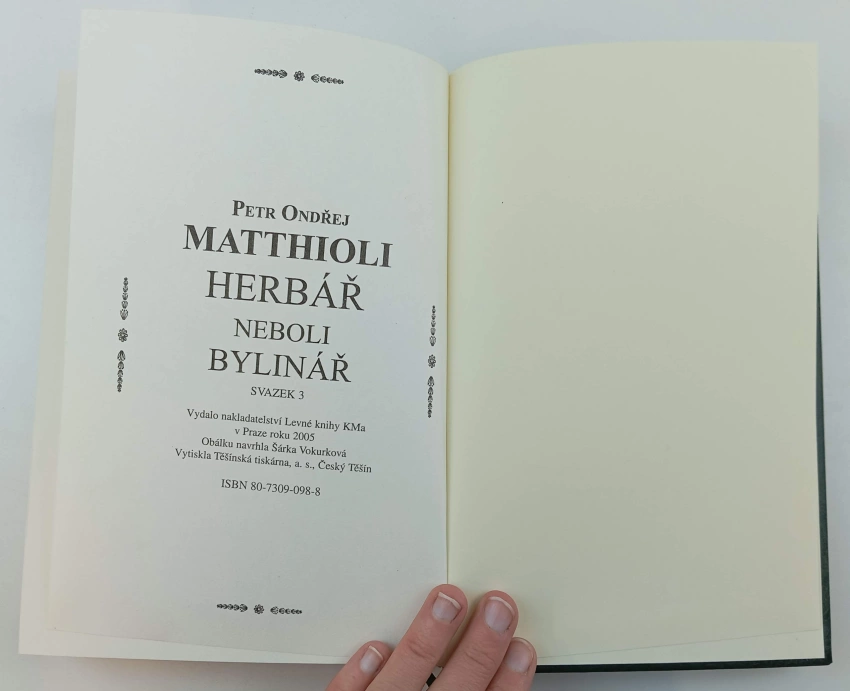 PETR ONDŘEJ
MATTHIOLI
HERBÁŘ
NEBOLI
BYLINÁŘ
SVAZEK 3
Vydalo nakladatelství Levné knihy KMa
v Praze roku 2005
Obálku navrhla Šárka Vokurková
Vytiskla Těšínská tiskárna, a. s., Český Těšín
ISBN 80-7309-098-8